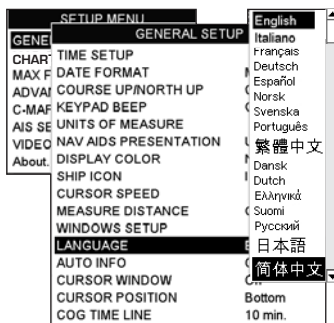 SETUP MENU
GENE
CHART
MAX F
ADVAN
C-MAP
AIS SE
VIDEO
About.
GENERAL SETUP
TIME SETUP
DATE FORMAT
COURSE UP/NORTH UP
KEYPAD BEEP
UNITS OF MEASURE
NAV AIDS PRESENTATION
DISPLAY COLOR
SHIP ICON
CURSOR SPEED
MEASURE DISTANCE
WINDOWS SETUP
LANGUAGE
AUTO INFO
CURSOR WINDOW
CURSOR POSITION Bottom
COG TIME LINE 10 min.
English
Italiano
Français
Deutsch
Español
Norsk
Svenska
Português
繁體中文
Dansk
Dutch
Ελληνικά
Suomi
Русский
日本語
简体中文